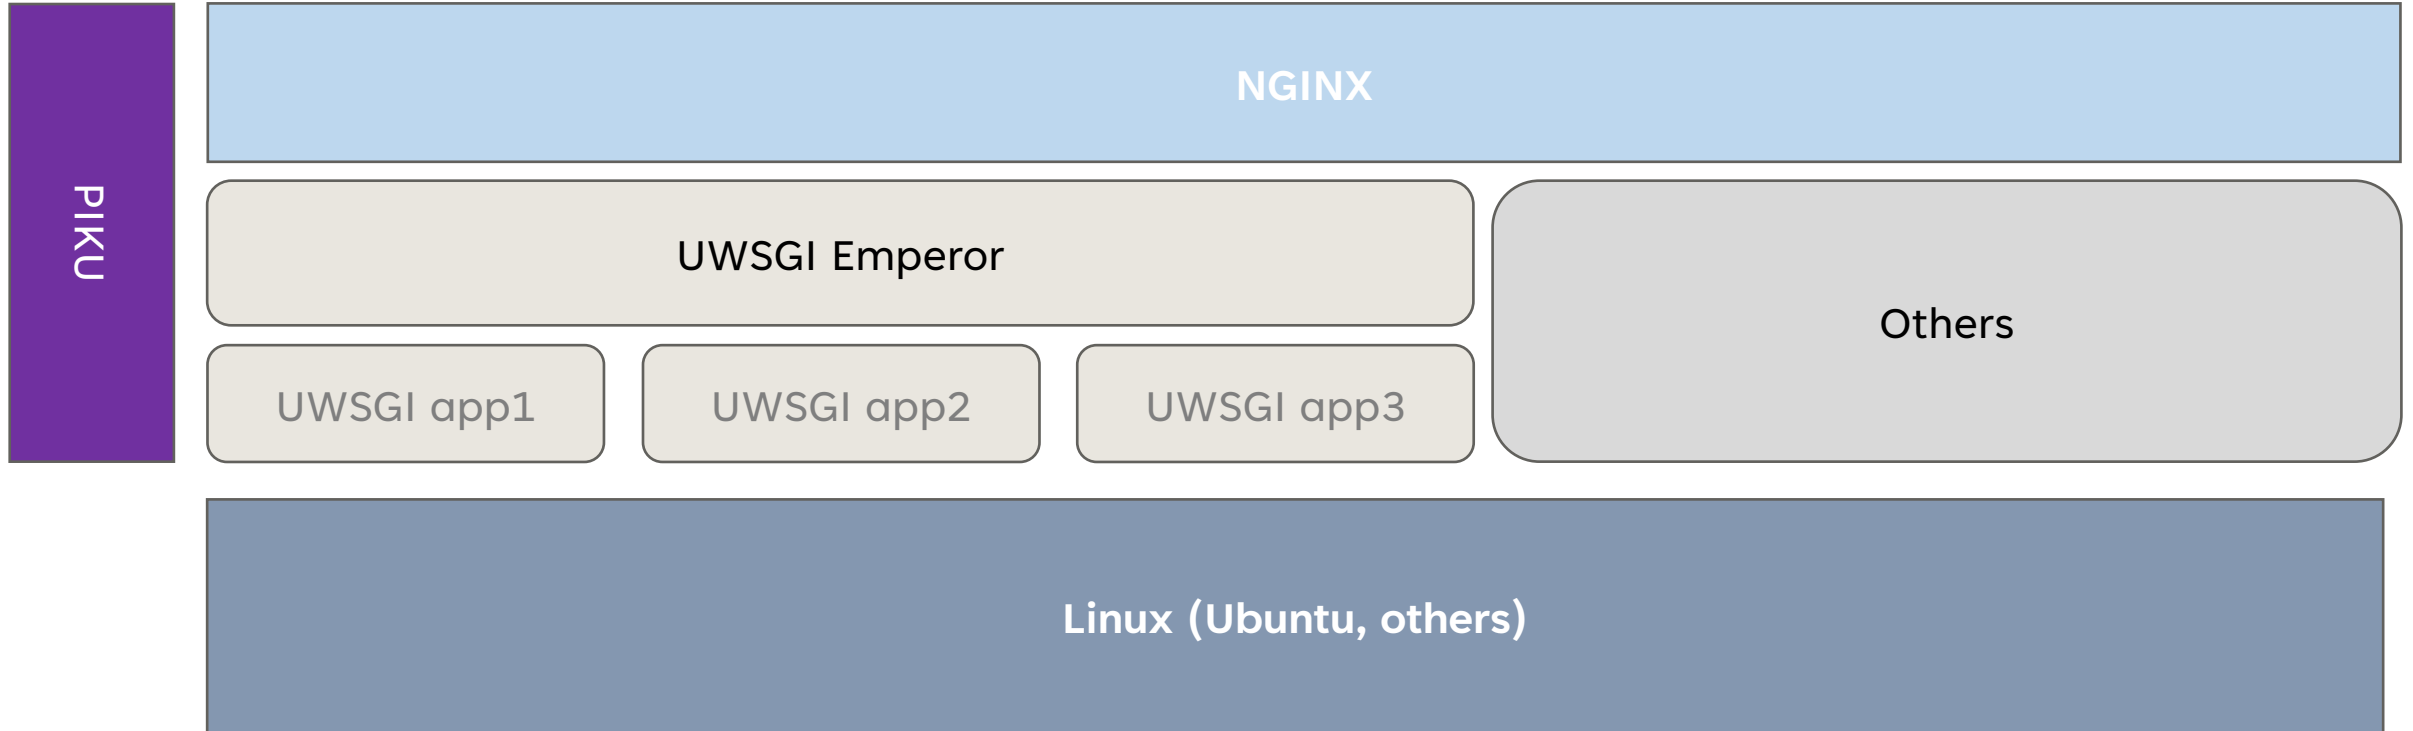 PIKU
NGINX
UWSGI Emperor
Others
UWSGI app1
UWSGI app2
UWSGI app3
Linux (Ubuntu, others)